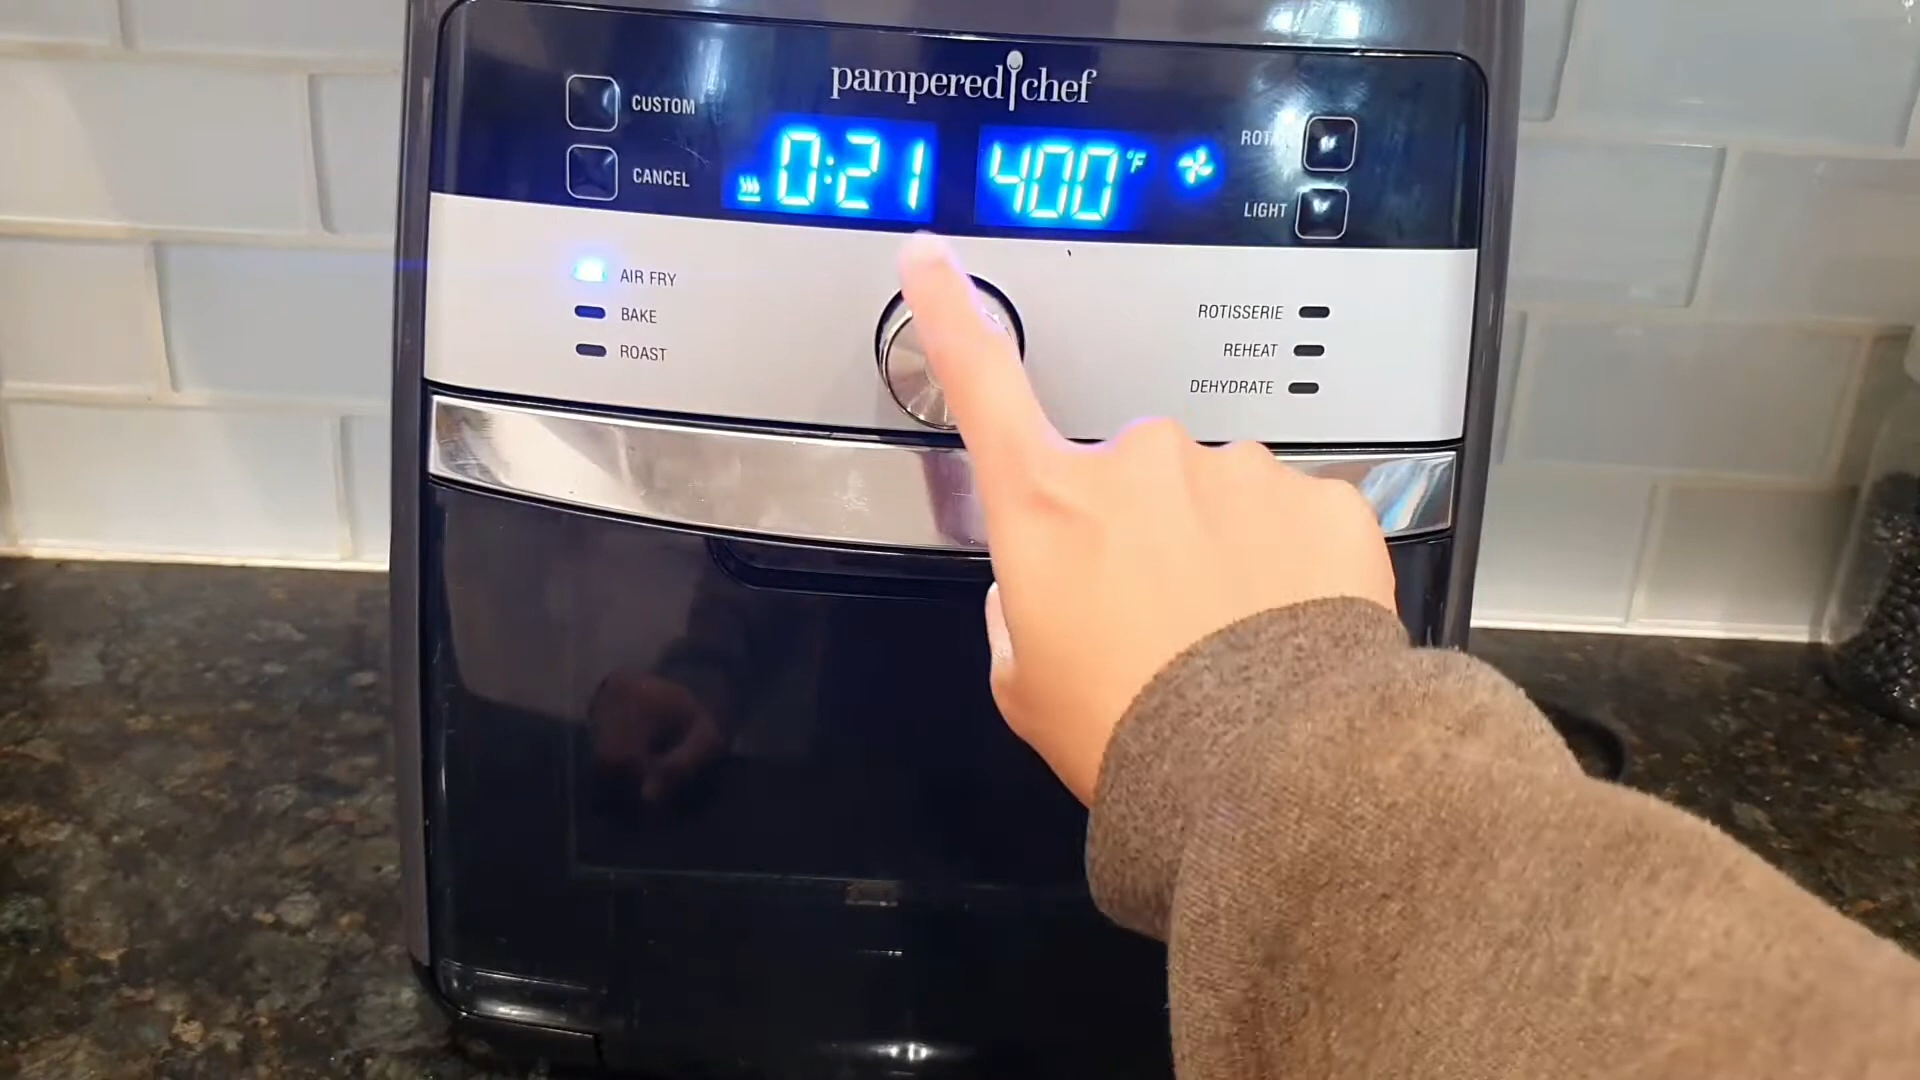 pampered chef
CUSTOM
CANCEL
0:21
400°F
LIGHT
AIR FRY
BAKE
ROAST
ROTISSERIE
REHEAT
DEHYDRATE